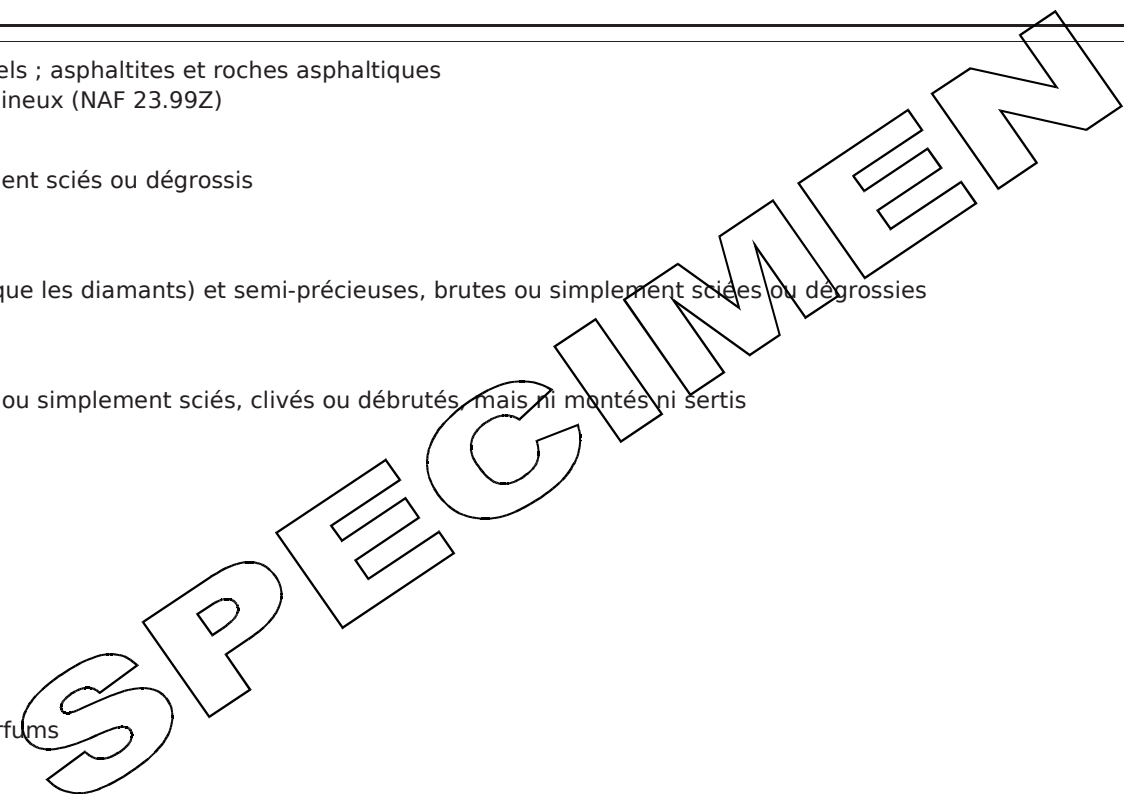 els ; asphaltites et roches asphaltiques
ineux (NAF 23.99Z)
ent sciés ou dégrossis
que les diamants) et semi-précieuses, brutes ou simplement sciées ou dégrossies
ou simplement sciés, clivés ou débrutés, mais ni montés ni sertis
rfums
SPECIMEN